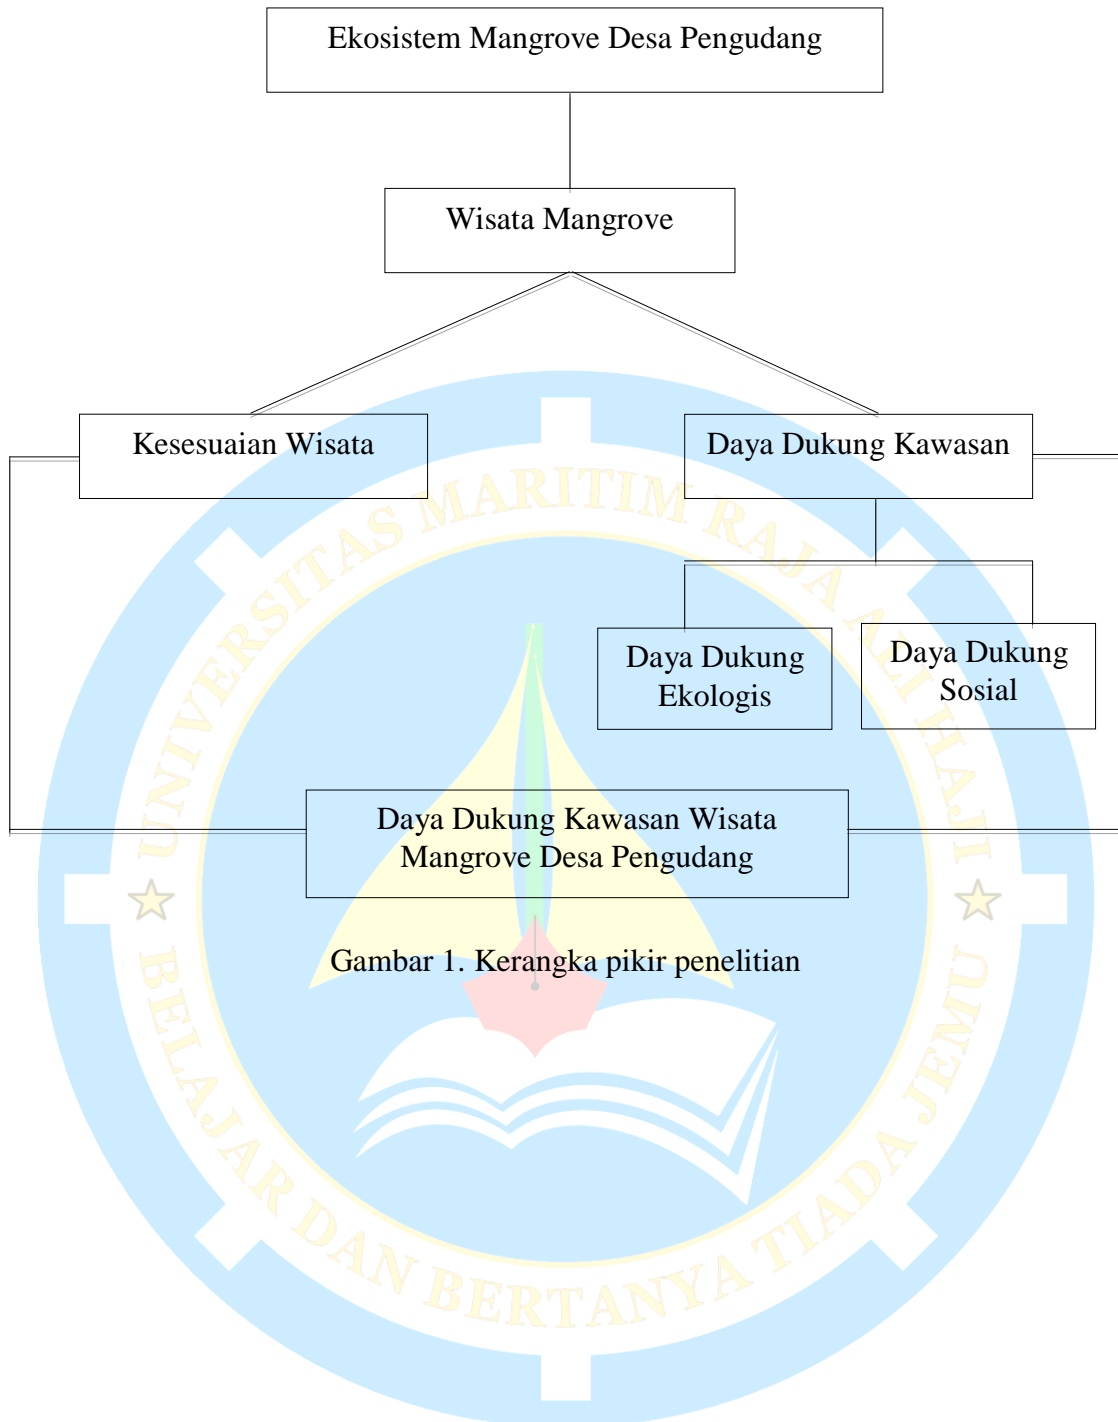 Ekosistem Mangrove Desa Pengudang
Wisata Mangrove
Kesesuaian Wisata
Daya Dukung Kawasan
Daya Dukung
Ekologis
Daya Dukung
Sosial
Daya Dukung Kawasan Wisata
Mangrove Desa Pengudang
Gambar 1. Kerangka pikir penelitian
UNIVERSITAS MARITIM RAJA ALI HAJI
BELAJAR DAN BERTANYA TIADA JEMU